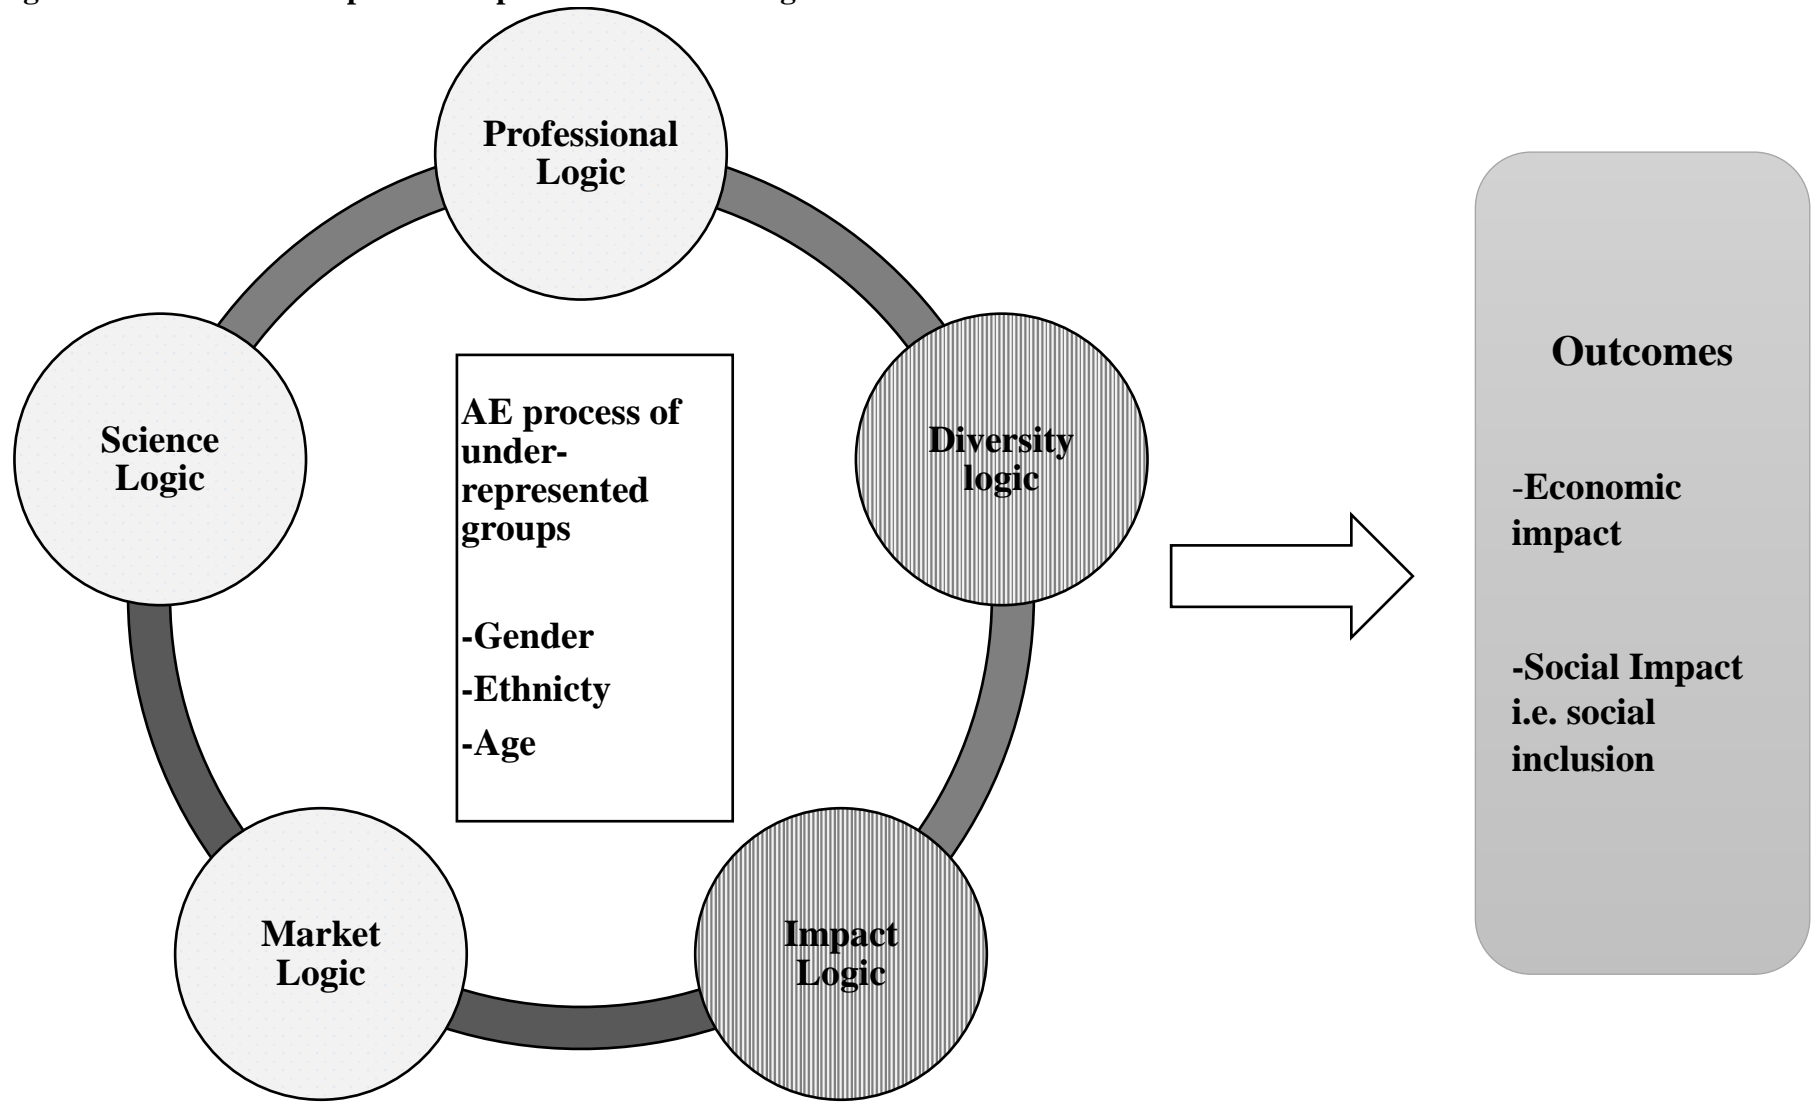 Professional
Logic
Science
Logic
Diversity
logic
AE process of
under-
represented
groups
-Gender
-Ethnicty
-Age
Market
Logic
Impact
Logic
Outcomes
-Economic
impact
-Social Impact
i.e. social
inclusion